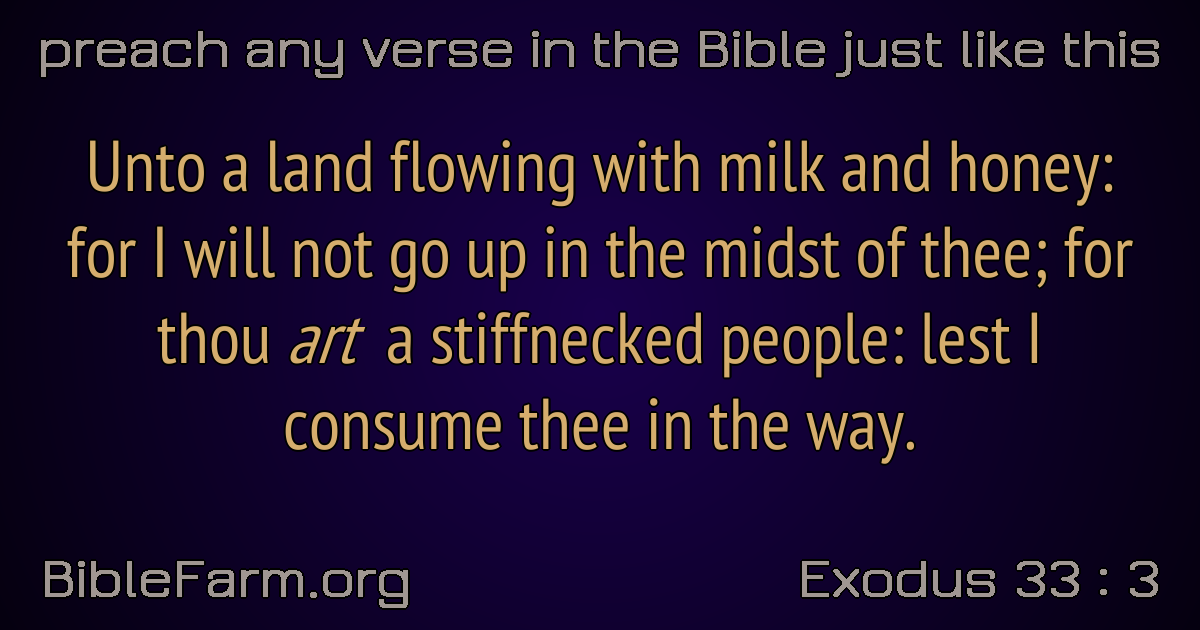 preach any verse in the Bible just like this
Unto a land flowing with milk and honey:
for I will not go up in the midst of thee; for
thou art a stiffnecked people: lest I
consume thee in the way.
BibleFarm.org
Exodus 33 : 3